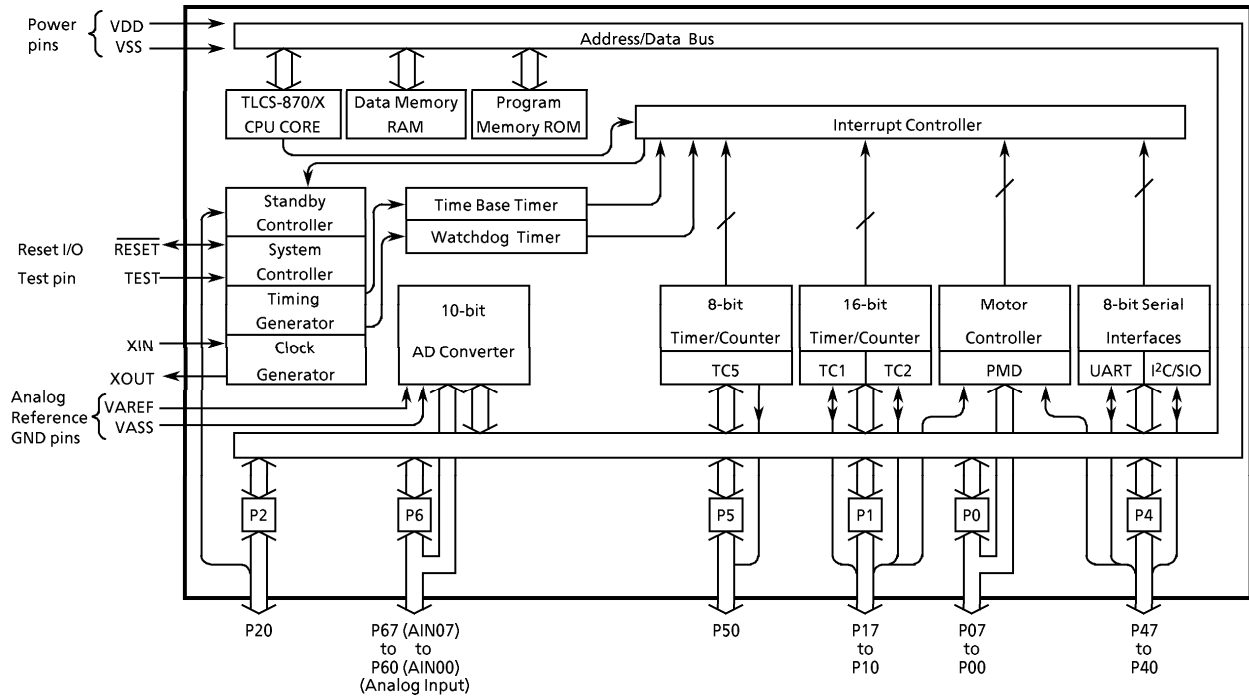 Power
pins
VDD
VSS
Address/Data Bus
TLCS-870/X
CPU CORE
Data Memory
RAM
Program
Memory ROM
Interrupt Controller
Standby
Controller
System
Controller
Timing
Generator
Clock
Generator
Time Base Timer
Watchdog Timer
Reset I/O
RESET
Test pin
TEST
XIN
XOUT
Analog
Reference
GND pins
VAREF
VASS
10-bit
AD Converter
8-bit
Timer/Counter
TC5
16-bit
Timer/Counter
TC1
TC2
Motor
Controller
PMD
8-bit Serial
Interfaces
UART
I²C/SIO
P2
P6
P5
P1
P0
P4
P20
P67 (AIN07)
to to
P60 (AIN00)
(Analog Input)
P50
P17
to
P10
P07
to
P00
P47
to
P40